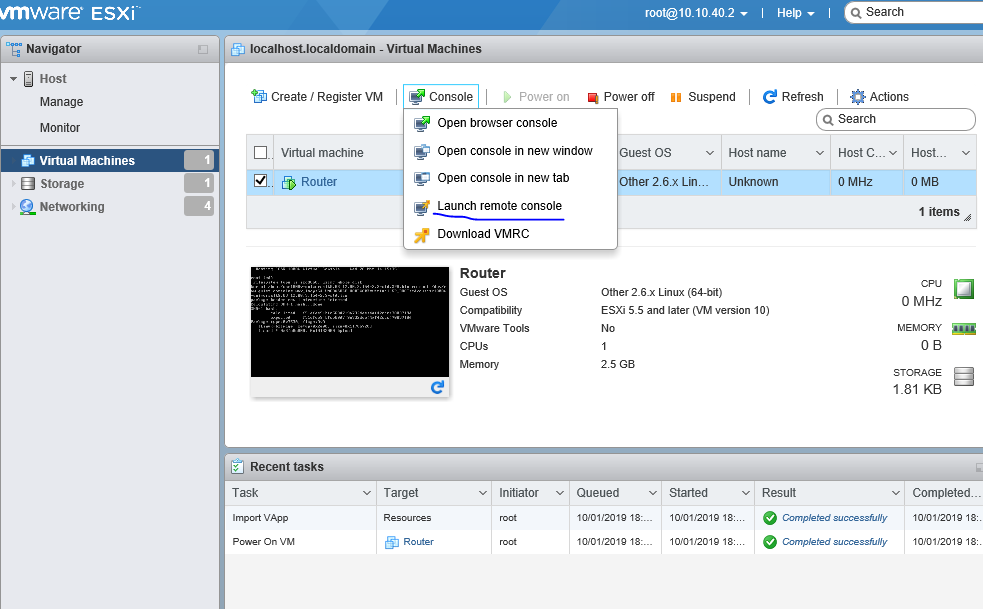 vmware® ESXi™
root@10.10.40.2
Help
Search
Navigator
localhost.localdomain - Virtual Machines
Host
Manage
Monitor
Virtual Machines 1
Storage 1
Networking 4
Create / Register VM
Console
Power on
Power off
Suspend
Refresh
Actions
Search
Open browser console
Open console in new window
Open console in new tab
Launch remote console
Download VMRC
Virtual machine
Guest OS
Host name
Host C...
Host...
Router
Other 2.6.x Lin...
Unknown
0 MHz
0 MB
1 items
Router
Guest OS Other 2.6.x Linux (64-bit)
Compatibility ESXi 5.5 and later (VM version 10)
VMware Tools No
CPUs 1
Memory 2.5 GB
CPU
0 MHz
MEMORY
0 B
STORAGE
1.81 KB
Recent tasks
Task Target Initiator Queued Started Result Completed...
Import VApp Resources root 10/01/2019 18:... 10/01/2019 18:... Completed successfully 10/01/2019 18:
Power On VM Router root 10/01/2019 18:... 10/01/2019 18:... Completed successfully 10/01/2019 18: